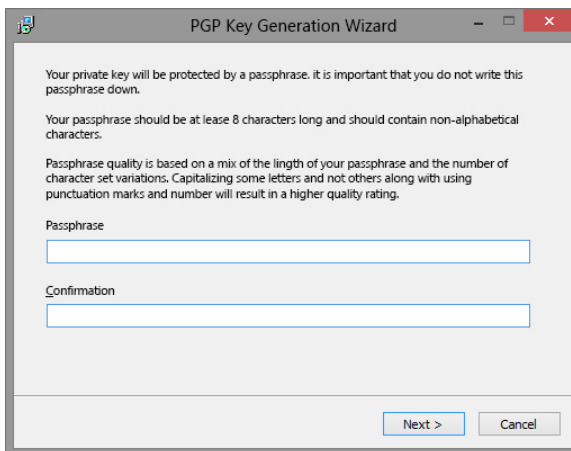 PGP Key Generation Wizard
Your private key will be protected by a passphrase. it is important that you do not write this
passphrase down.
Your passphrase should be at lease 8 characters long and should contain non-alphabetical
characters.
Passphrase quality is based on a mix of the lingth of your passphrase and the number of
character set variations. Capitalizing some letters and not others along with using
punctuation marks and number will result in a higher quality rating.
Passphrase
Confirmation
Next >
Cancel